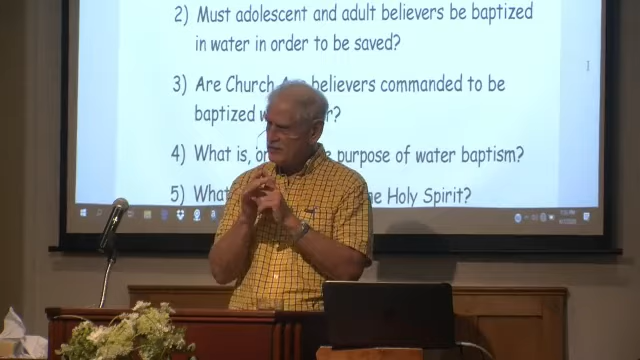 2) Must adolescent and adult believers be baptized
in water in order to be saved?
3) Are Church believers commanded to be
baptized
4) What is, purpose of water baptism?
5) What Holy Spirit?